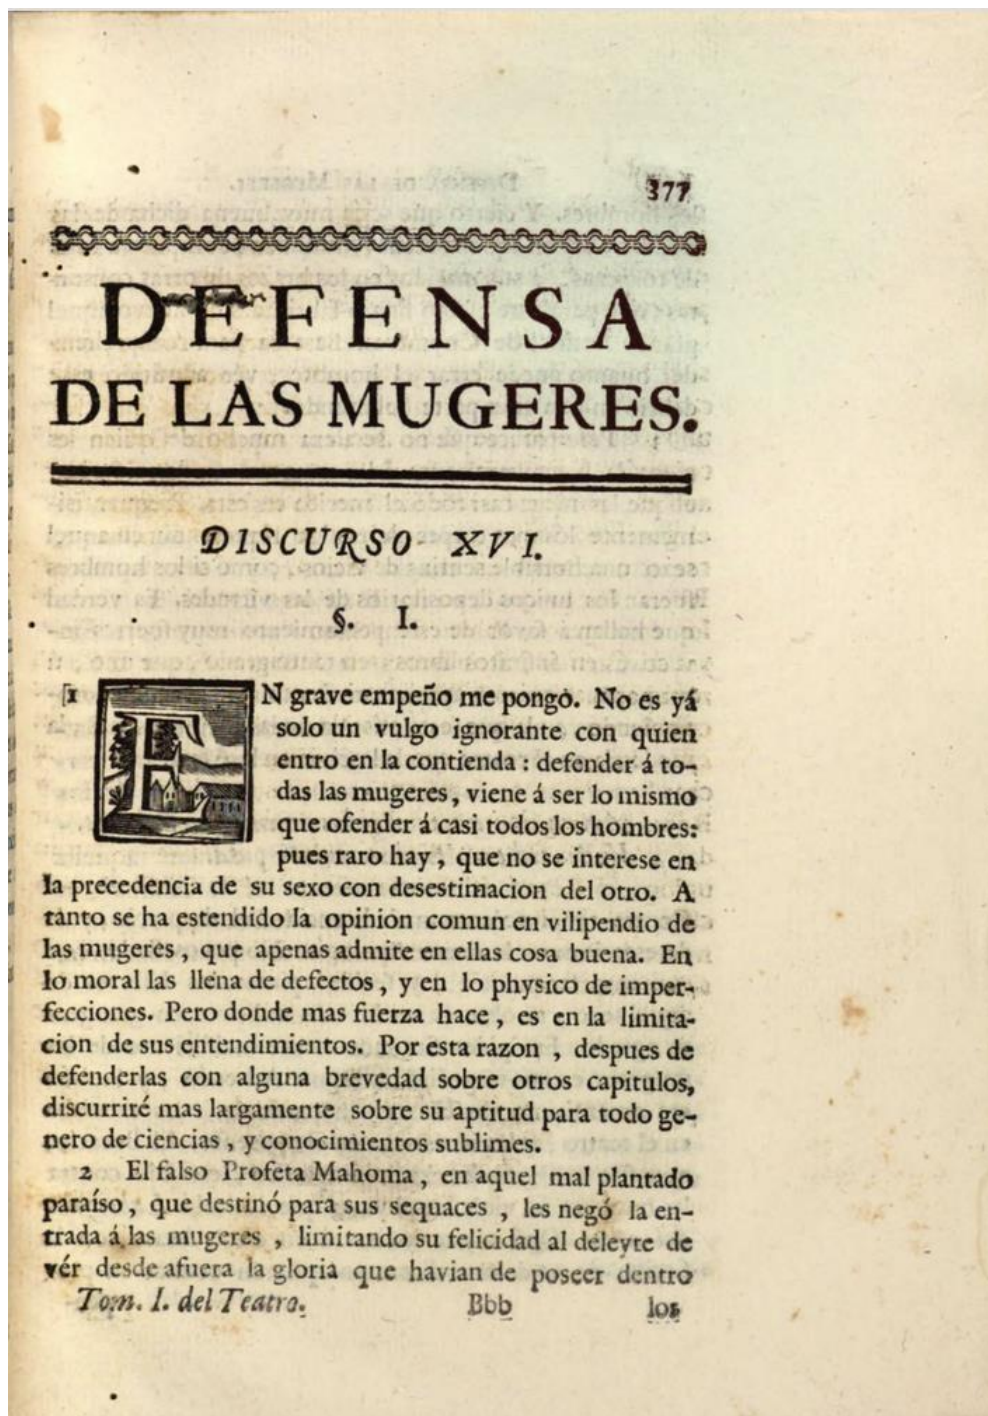 377
DEFENSA
DE LAS MUGERES.
DISCURSO XVI.
§. I.
1 EN grave empeño me pongo. No es yá
solo un vulgo ignorante con quien
entro en la contienda : defender á to-
das las mugeres, viene á ser lo mismo
que ofender á casi todos los hombres:
pues raro hay, que no se interese en
la precedencia de su sexo con desestimacion del otro. A
tanto se ha estendido la opinion comun en vilipendio de
las mugeres, que apenas admite en ellas cosa buena. En
lo moral las llena de defectos, y en lo physico de imper-
fecciones. Pero donde mas fuerza hace, es en la limita-
cion de sus entendimientos. Por esta razon, despues de
defenderlas con alguna brevedad sobre otros capitulos,
discurriré mas largamente sobre su aptitud para todo ge-
nero de ciencias, y conocimientos sublimes.
2 El falso Profeta Mahoma, en aquel mal plantado
paraíso, que destinó para sus sequaces, les negó la en-
trada á las mugeres, limitando su felicidad al deleyte de
vér desde afuera la gloria que havian de poseer dentro
Tom. I. del Teatro. Bbb los